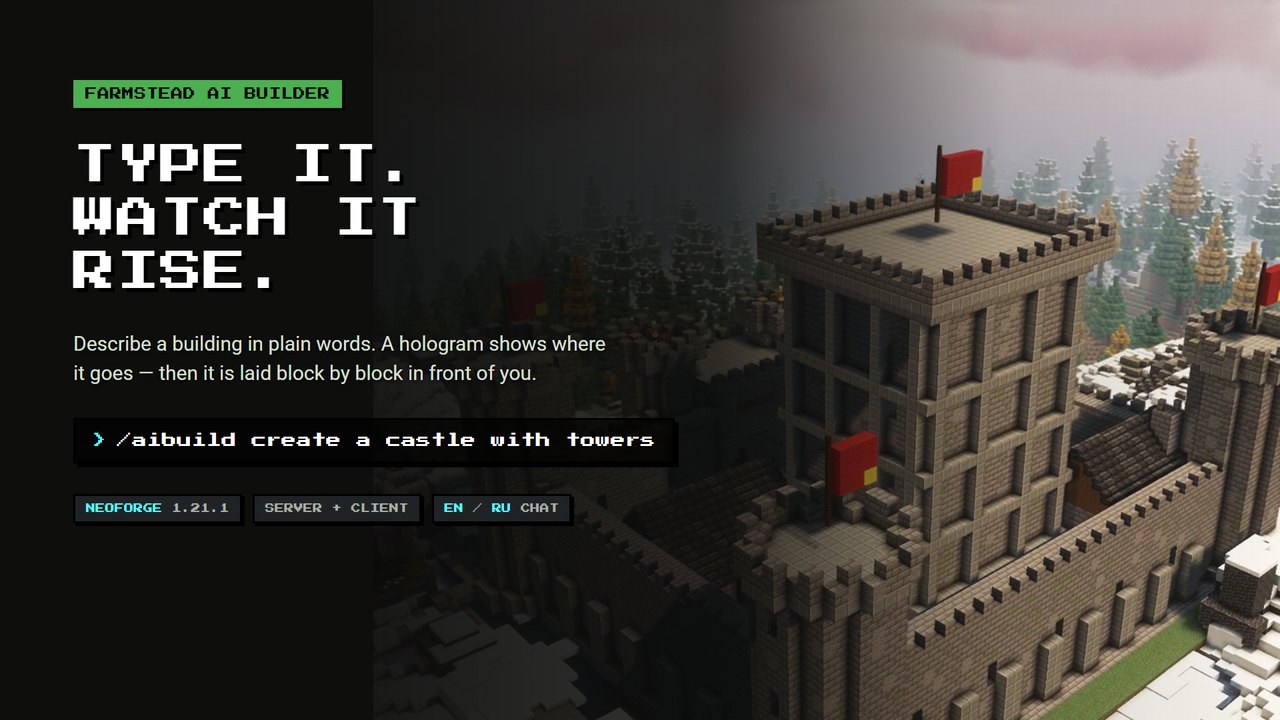 FARMSTEAD AI BUILDER
TYPE IT.
WATCH IT
RISE.
Describe a building in plain words. A hologram shows where
it goes — then it is laid block by block in front of you.
❯ /aibuild create a castle with towers
NEOFORGE 1.21.1
SERVER + CLIENT
EN / RU CHAT